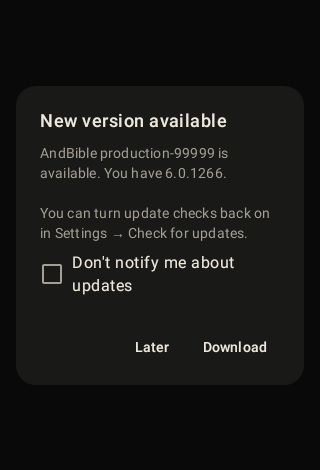 New version available
AndBible production-99999 is
available. You have 6.0.1266.
You can turn update checks back on
in Settings → Check for updates.
Don't notify me about
updates
Later
Download